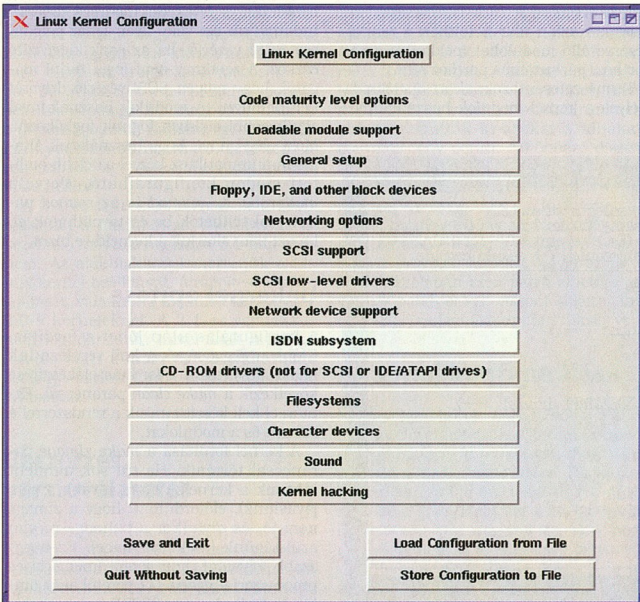 Linux Kernel Configuration
Linux Kernel Configuration
Code maturity level options
Loadable module support
General setup
Floppy, IDE, and other block devices
Networking options
SCSI support
SCSI low-level drivers
Network device support
ISDN subsystem
CD-ROM drivers (not for SCSI or IDE/ATAPI drives)
Filesystems
Character devices
Sound
Kernel hacking
Save and Exit
Load Configuration from File
Quit Without Saving
Store Configuration to File